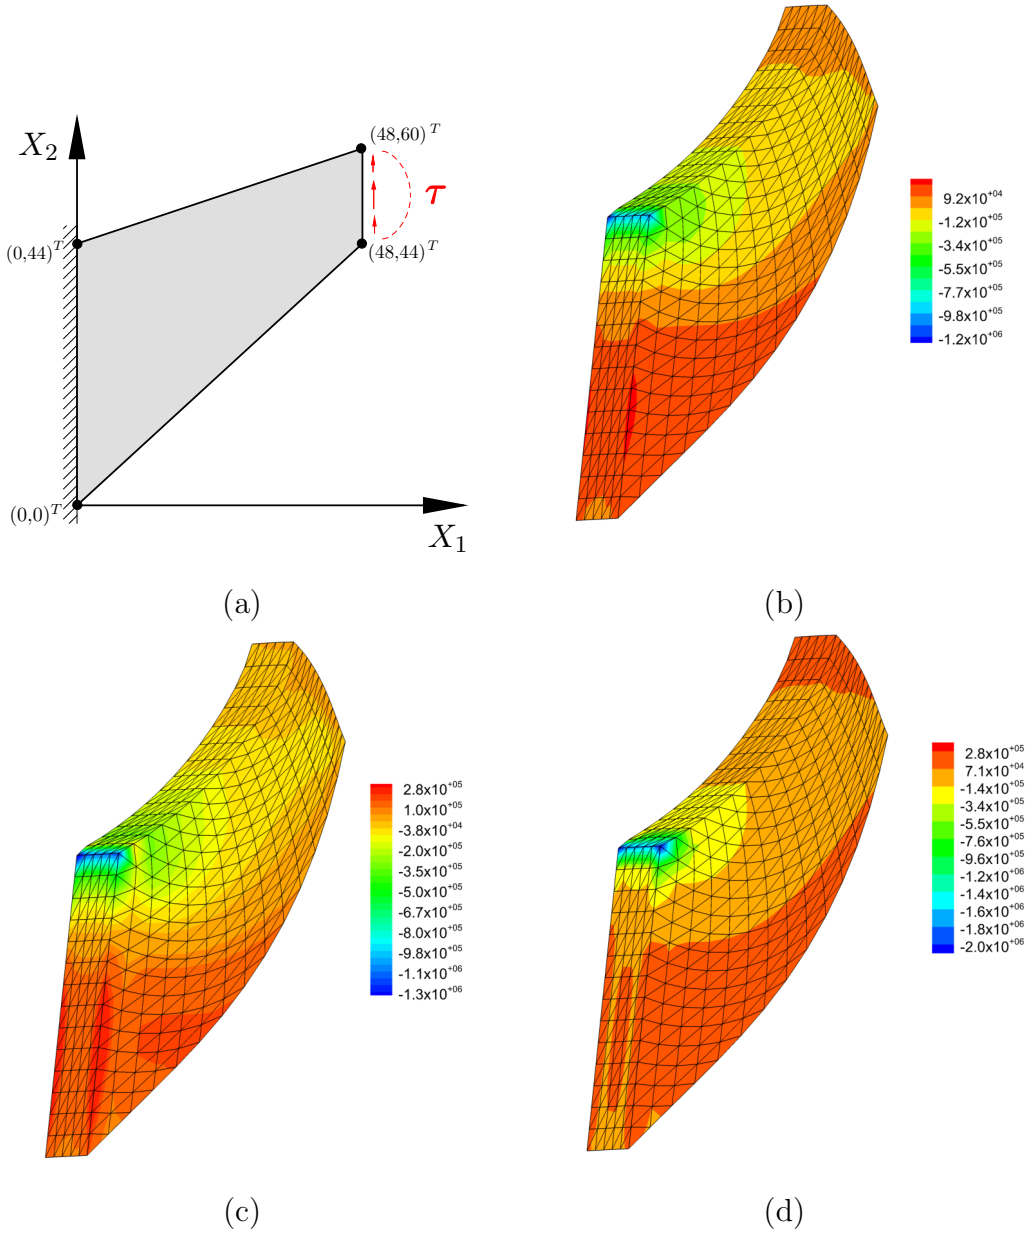 X₂
(48,60)ᵀ
τ
(0,44)ᵀ
(48,44)ᵀ
(0,0)ᵀ
X₁
(a)
9.2x10⁺⁰⁴
-1.2x10⁺⁰⁵
-3.4x10⁺⁰⁵
-5.5x10⁺⁰⁵
-7.7x10⁺⁰⁵
-9.8x10⁺⁰⁵
-1.2x10⁺⁰⁶
(b)
2.8x10⁺⁰⁵
1.0x10⁺⁰⁵
-3.8x10⁺⁰⁴
-2.0x10⁺⁰⁵
-3.5x10⁺⁰⁵
-5.0x10⁺⁰⁵
-6.7x10⁺⁰⁵
-8.0x10⁺⁰⁵
-9.8x10⁺⁰⁵
-1.1x10⁺⁰⁶
-1.3x10⁺⁰⁶
(c)
2.8x10⁺⁰⁵
7.1x10⁺⁰⁴
-1.4x10⁺⁰⁵
-3.4x10⁺⁰⁵
-5.5x10⁺⁰⁵
-7.6x10⁺⁰⁵
-9.6x10⁺⁰⁵
-1.2x10⁺⁰⁶
-1.4x10⁺⁰⁶
-1.6x10⁺⁰⁶
-1.8x10⁺⁰⁶
-2.0x10⁺⁰⁶
(d)